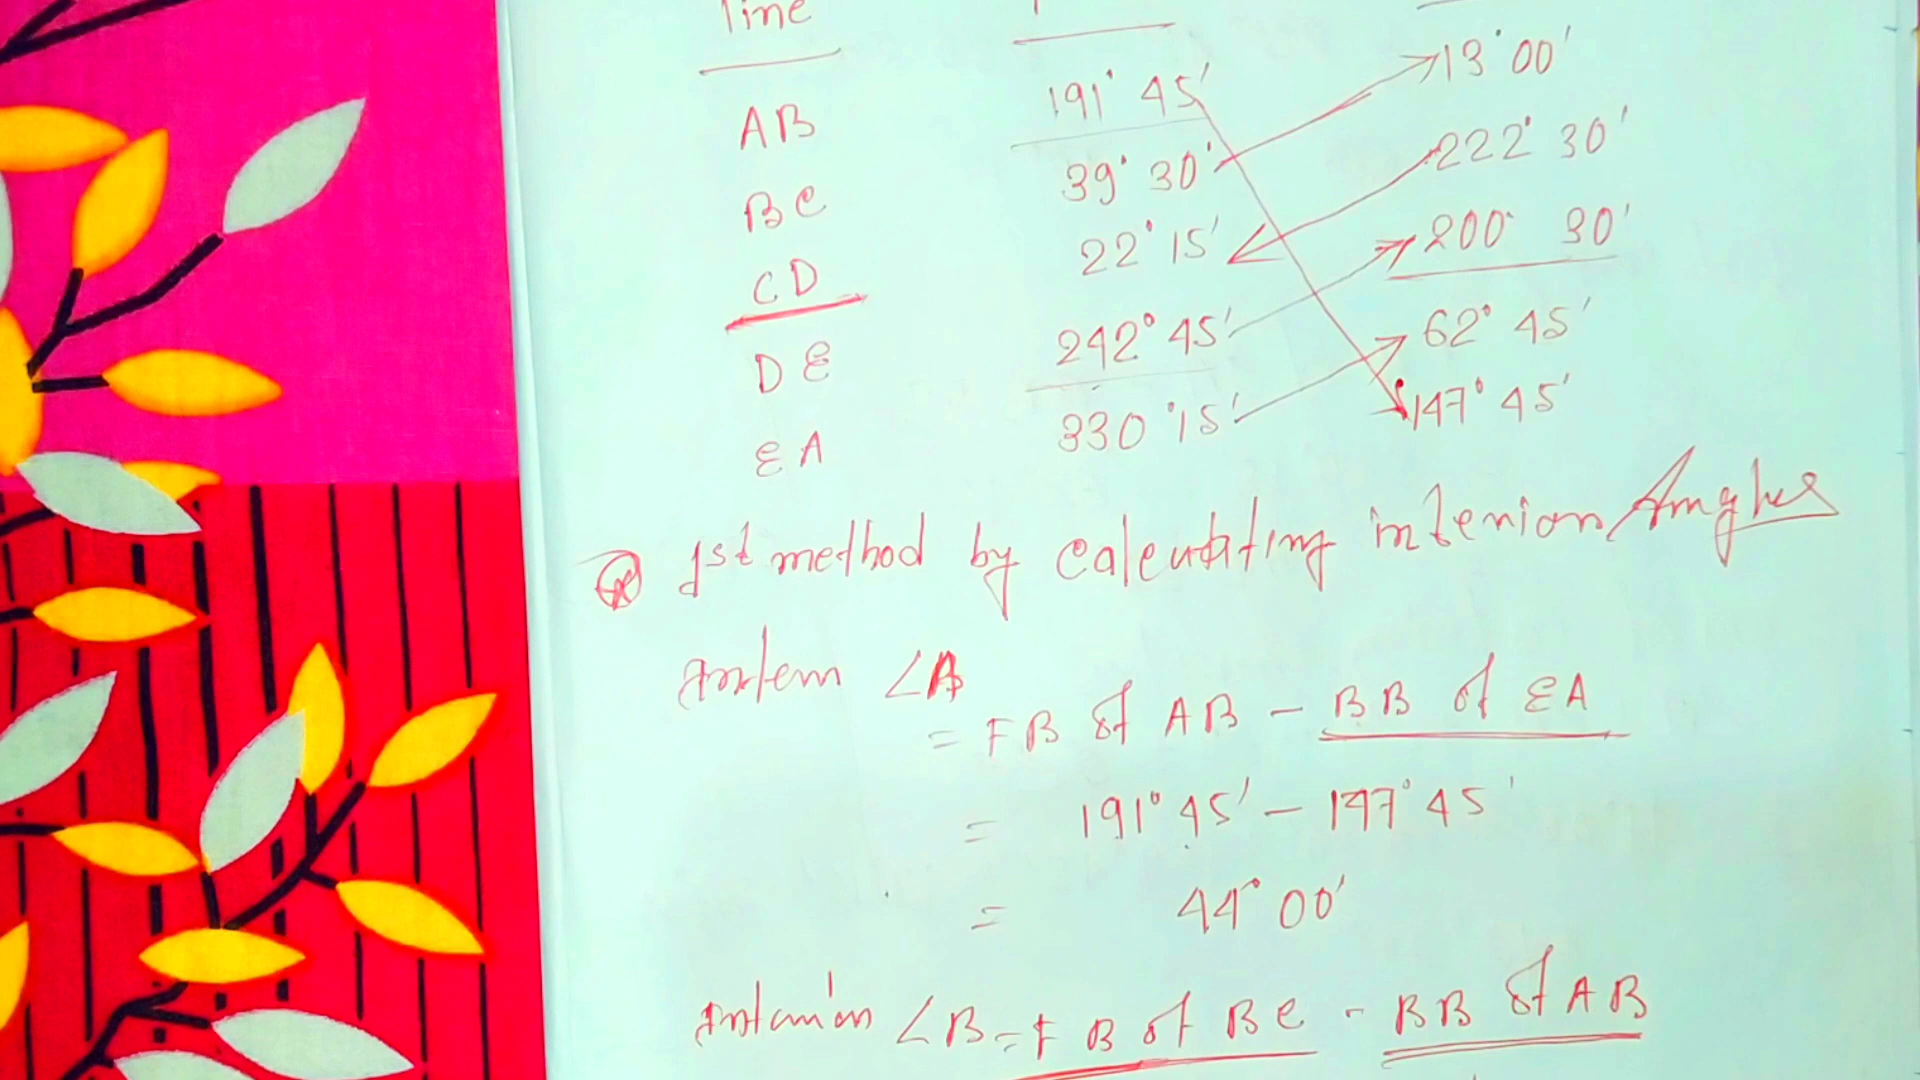 line
AB 191° 45' 13° 00'
BC 39° 30' 222° 30'
CD 22° 15' 200° 30'
DE 242° 45' 62° 45'
EA 330° 15' 147° 45'
1st method by calculating interior Angles
∠A
= FB of AB - BB of EA
= 191° 45' - 147° 45'
= 44° 00'
∠B = FB of BC - BB of AB